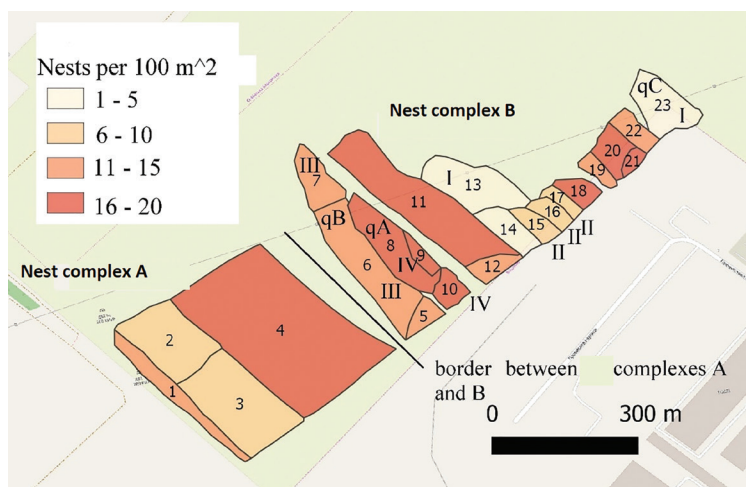 Nests per 100 m^2
1 - 5
6 - 10
11 - 15
16 - 20
Nest complex B
qC
23
I
22
20
21
19
III
7
I
13
18
17
16
15
II
II
II
11
14
qB
qA
8
9
IV
6
III
10
IV
12
5
Nest complex A
2
4
1
3
border between complexes A
and B
0 300 m